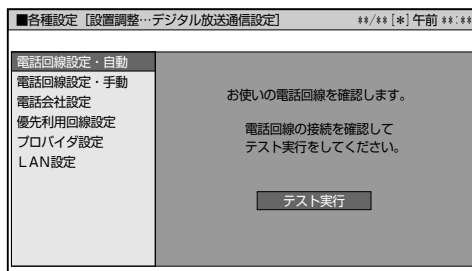 ■各種設定［設置調整…デジタル放送通信設定］ **/**[*]午前**:**
電話回線設定・自動
電話回線設定・手動
電話会社設定
優先利用回線設定
プロバイダ設定
ＬＡＮ設定
お使いの電話回線を確認します。
電話回線の接続を確認して
テスト実行をしてください。
テスト実行